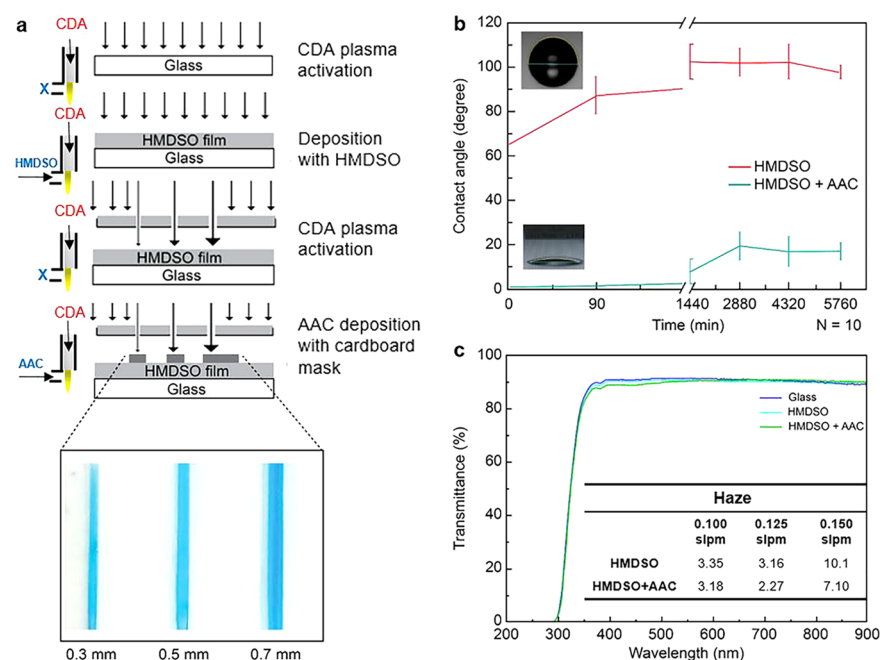 a
CDA
Glass
X
CDA plasma
activation
CDA
HMDSO film
Glass
HMDSO
Deposition
with HMDSO
CDA
HMDSO film
Glass
X
CDA plasma
activation
CDA
HMDSO film
Glass
AAC
AAC deposition
with cardboard
mask
0.3 mm 0.5 mm 0.7 mm
b
Contact angle (degree)
120
100
80
60
40
20
0
HMDSO
HMDSO + AAC
0 90 1440 2880 4320 5760
Time (min)
N = 10
c
Transmittance (%)
100
90
80
70
60
50
40
30
20
10
0
Glass
HMDSO
HMDSO + AAC
Haze
0.100 slpm 0.125 slpm 0.150 slpm
HMDSO 3.35 3.16 10.1
HMDSO+AAC 3.18 2.27 7.10
200 300 400 500 600 700 800 900
Wavelength (nm)